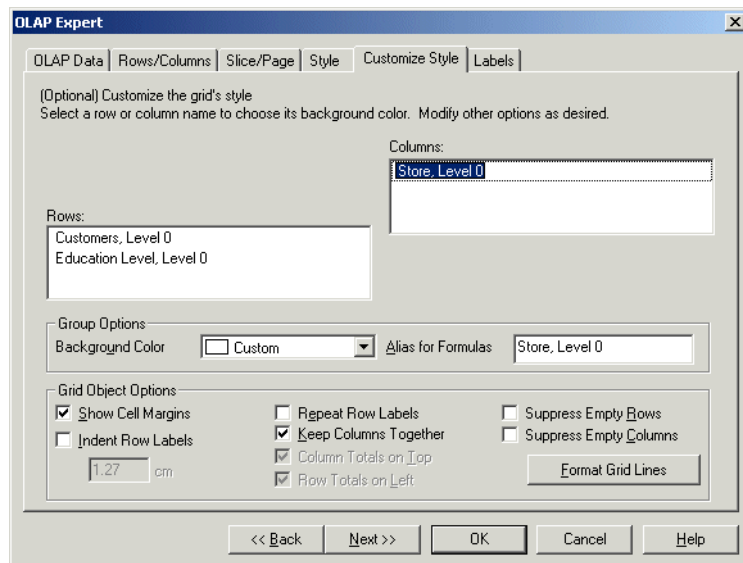 OLAP Expert
OLAP Data Rows/Columns Slice/Page Style Customize Style Labels
(Optional) Customize the grid's style
Select a row or column name to choose its background color. Modify other options as desired.
Columns:
Store, Level 0
Rows:
Customers, Level 0
Education Level, Level 0
Group Options
Background Color Custom Alias for Formulas Store, Level 0
Grid Object Options
Show Cell Margins Repeat Row Labels Suppress Empty Rows
Indent Row Labels Keep Columns Together Suppress Empty Columns
1.27 cm Column Totals on Top
Row Totals on Left Format Grid Lines
<< Back Next >> OK Cancel Help